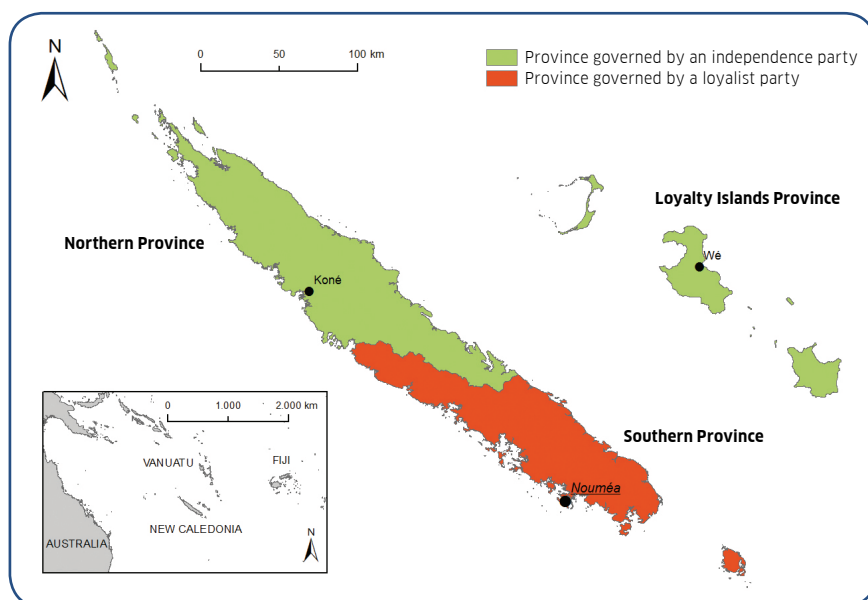 N
0 50 100 km
Province governed by an independence party
Province governed by a loyalist party
Loyalty Islands Province
Northern Province
Wé
Koné
Southern Province
Nouméa
0 1.000 2.000 km
VANUATU
FIJI
NEW CALEDONIA
AUSTRALIA
N